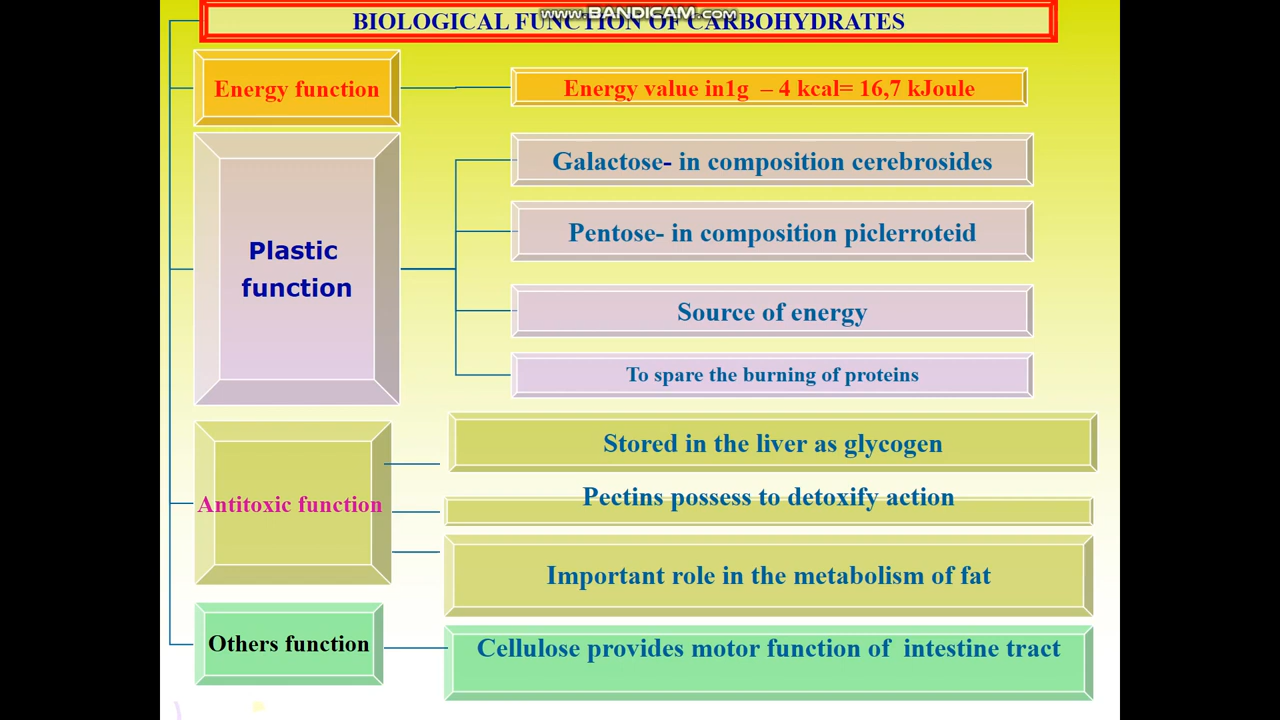 www.BANDICAM.com
BIOLOGICAL FUNCTION OF CARBOHYDRATES
Energy function
Energy value in1g – 4 kcal= 16,7 kJoule
Plastic
function
Galactose- in composition cerebrosides
Pentose- in composition piclerroteid
Source of energy
To spare the burning of proteins
Antitoxic function
Stored in the liver as glycogen
Pectins possess to detoxify action
Important role in the metabolism of fat
Others function
Cellulose provides motor function of intestine tract